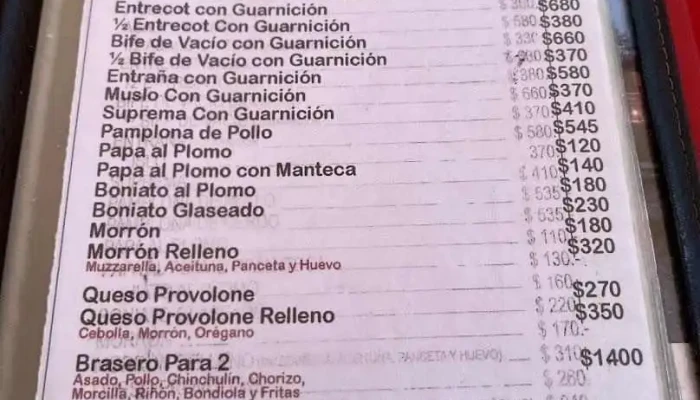 Entrecot con Guarnición $680
½ Entrecot con Guarnición $380
Bife de Vacío con Guarnición $660
½ Bife de Vacío con Guarnición $370
Entraña con Guarnición $580
Muslo Con Guarnición $370
Suprema Con Guarnición $410
Pamplona de Pollo $545
Papa al Plomo $120
Papa al Plomo con Manteca $140
Boniato al Plomo $180
Boniato Glaseado $230
Morrón $180
Morrón Relleno $320
Muzzarella, Aceituna, Panceta y Huevo
Queso Provolone $270
Queso Provolone Relleno $350
Cebolla, Morrón, Orégano
Brasero Para 2 $1400
Asado, Pollo, Chinchulín, Chorizo,
Morcilla, Riñon, Bondiola y Fritas